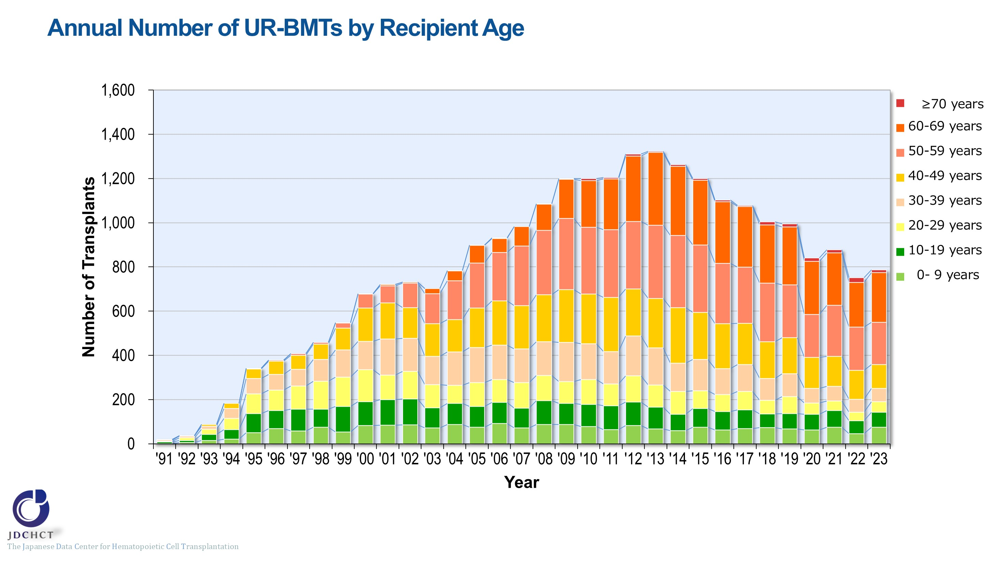 Annual Number of UR-BMTs by Recipient Age
Number of Transplants
1,600
1,400
1,200
1,000
800
600
400
200
0
'91 '92 '93 '94 '95 '96 '97 '98 '99 '00 '01 '02 '03 '04 '05 '06 '07 '08 '09 '10 '11 '12 '13 '14 '15 '16 '17 '18 '19 '20 '21 '22 '23
Year
≥70 years
60-69 years
50-59 years
40-49 years
30-39 years
20-29 years
10-19 years
0- 9 years
JDCHCT
The Japanese Data Center for Hematopoietic Cell Transplantation